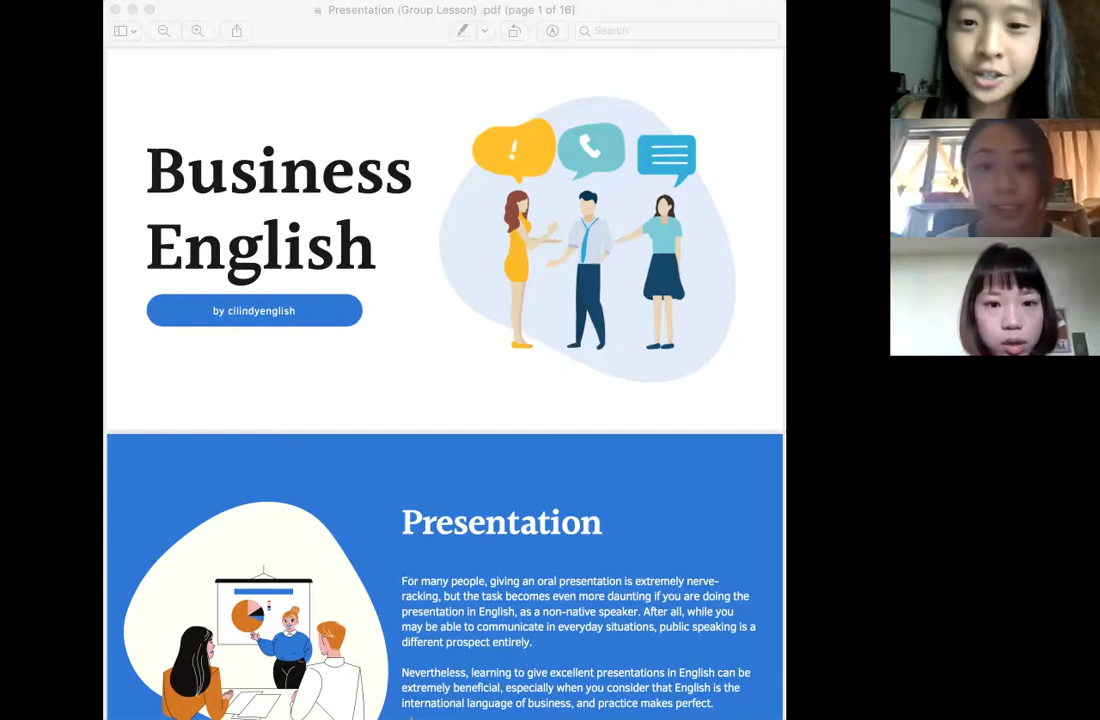 Presentation (Group Lesson) .pdf (page 1 of 16)
Search
Business
English
by ciiindyenglish
Presentation
For many people, giving an oral presentation is extremely nerve-
racking, but the task becomes even more daunting if you are doing the
presentation in English, as a non-native speaker. After all, while you
may be able to communicate in everyday situations, public speaking is a
different prospect entirely.
Nevertheless, learning to give excellent presentations in English can be
extremely beneficial, especially when you consider that English is the
international language of business, and practice makes perfect.